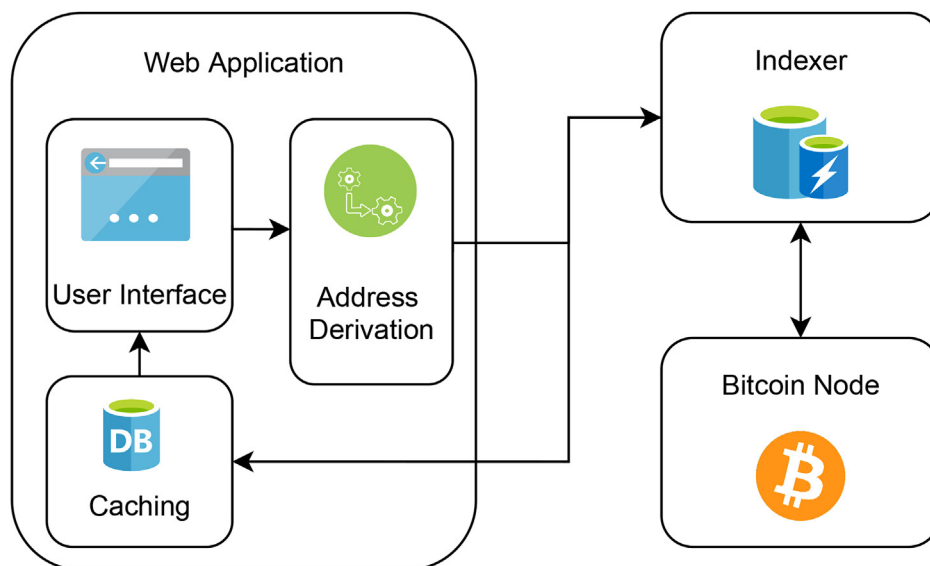 Web Application
User Interface
Address
Derivation
DB
Caching
Indexer
Bitcoin Node